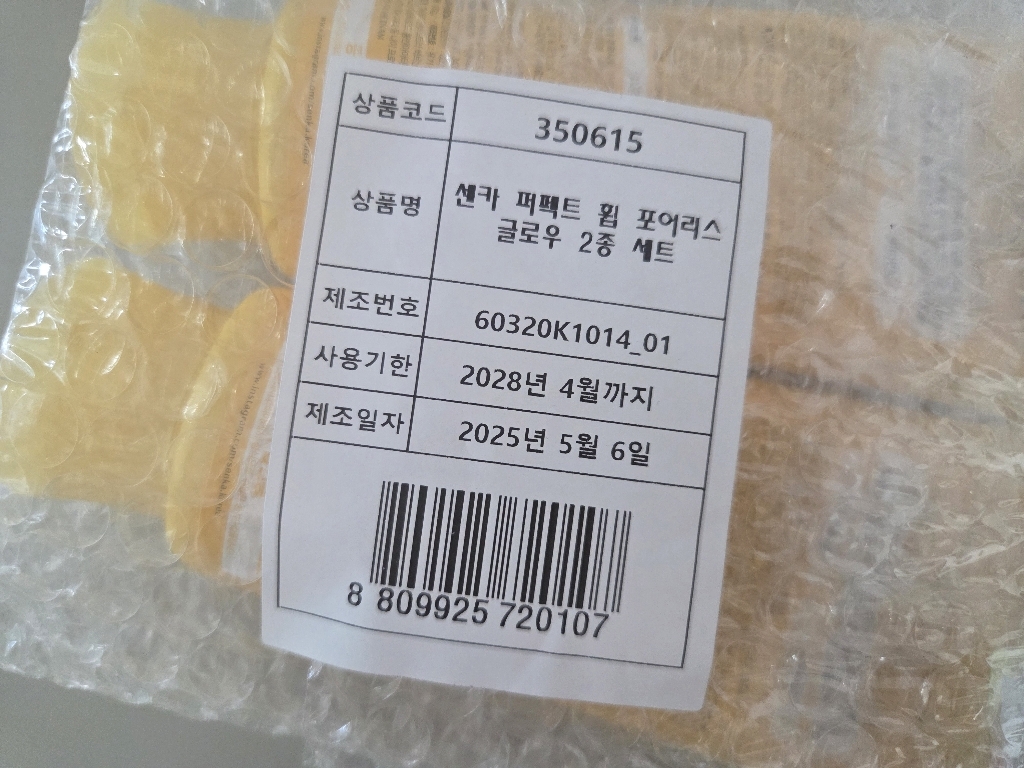 상품코드 350615
상품명 센카 퍼펙트 휩 포어리스
글로우 2종 세트
제조번호 60320K1014_01
사용기한 2028년 4월까지
제조일자 2025년 5월 6일
8 809925 720107